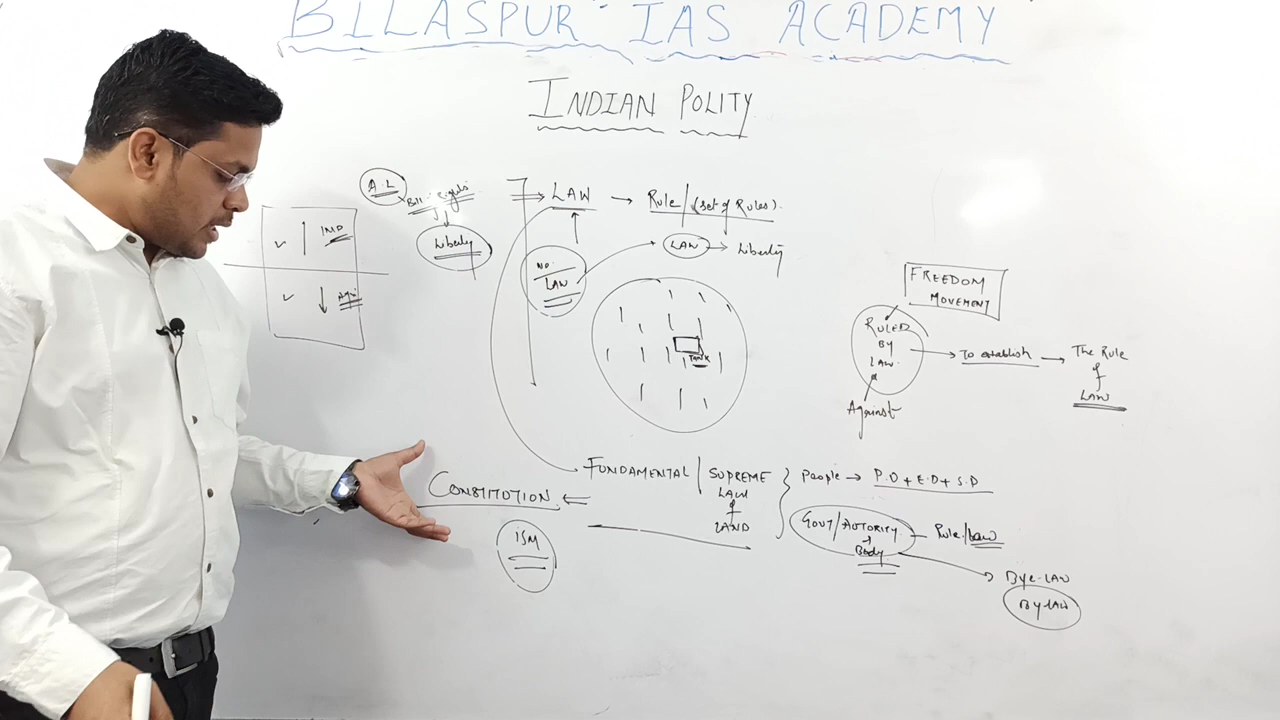 BILASPUR IAS ACADEMY
INDIAN POLITY
A.L
Bill Rights
Liberty
LAW → Rule / (set of Rules).
NO.
LAW
LAW → Liberty
IND
TANK
FREEDOM
MOVEMENT
RULED
BY
LAW
Against
To establish → The Rule
of
LAW
CONSTITUTION
ISM
FUNDAMENTAL / SUPREME
LAW
of
LAND
People → P.D + E.D + S.D
GOVT/AUTORITY
Body
Rule/Law
Bye-LAW
By LAW